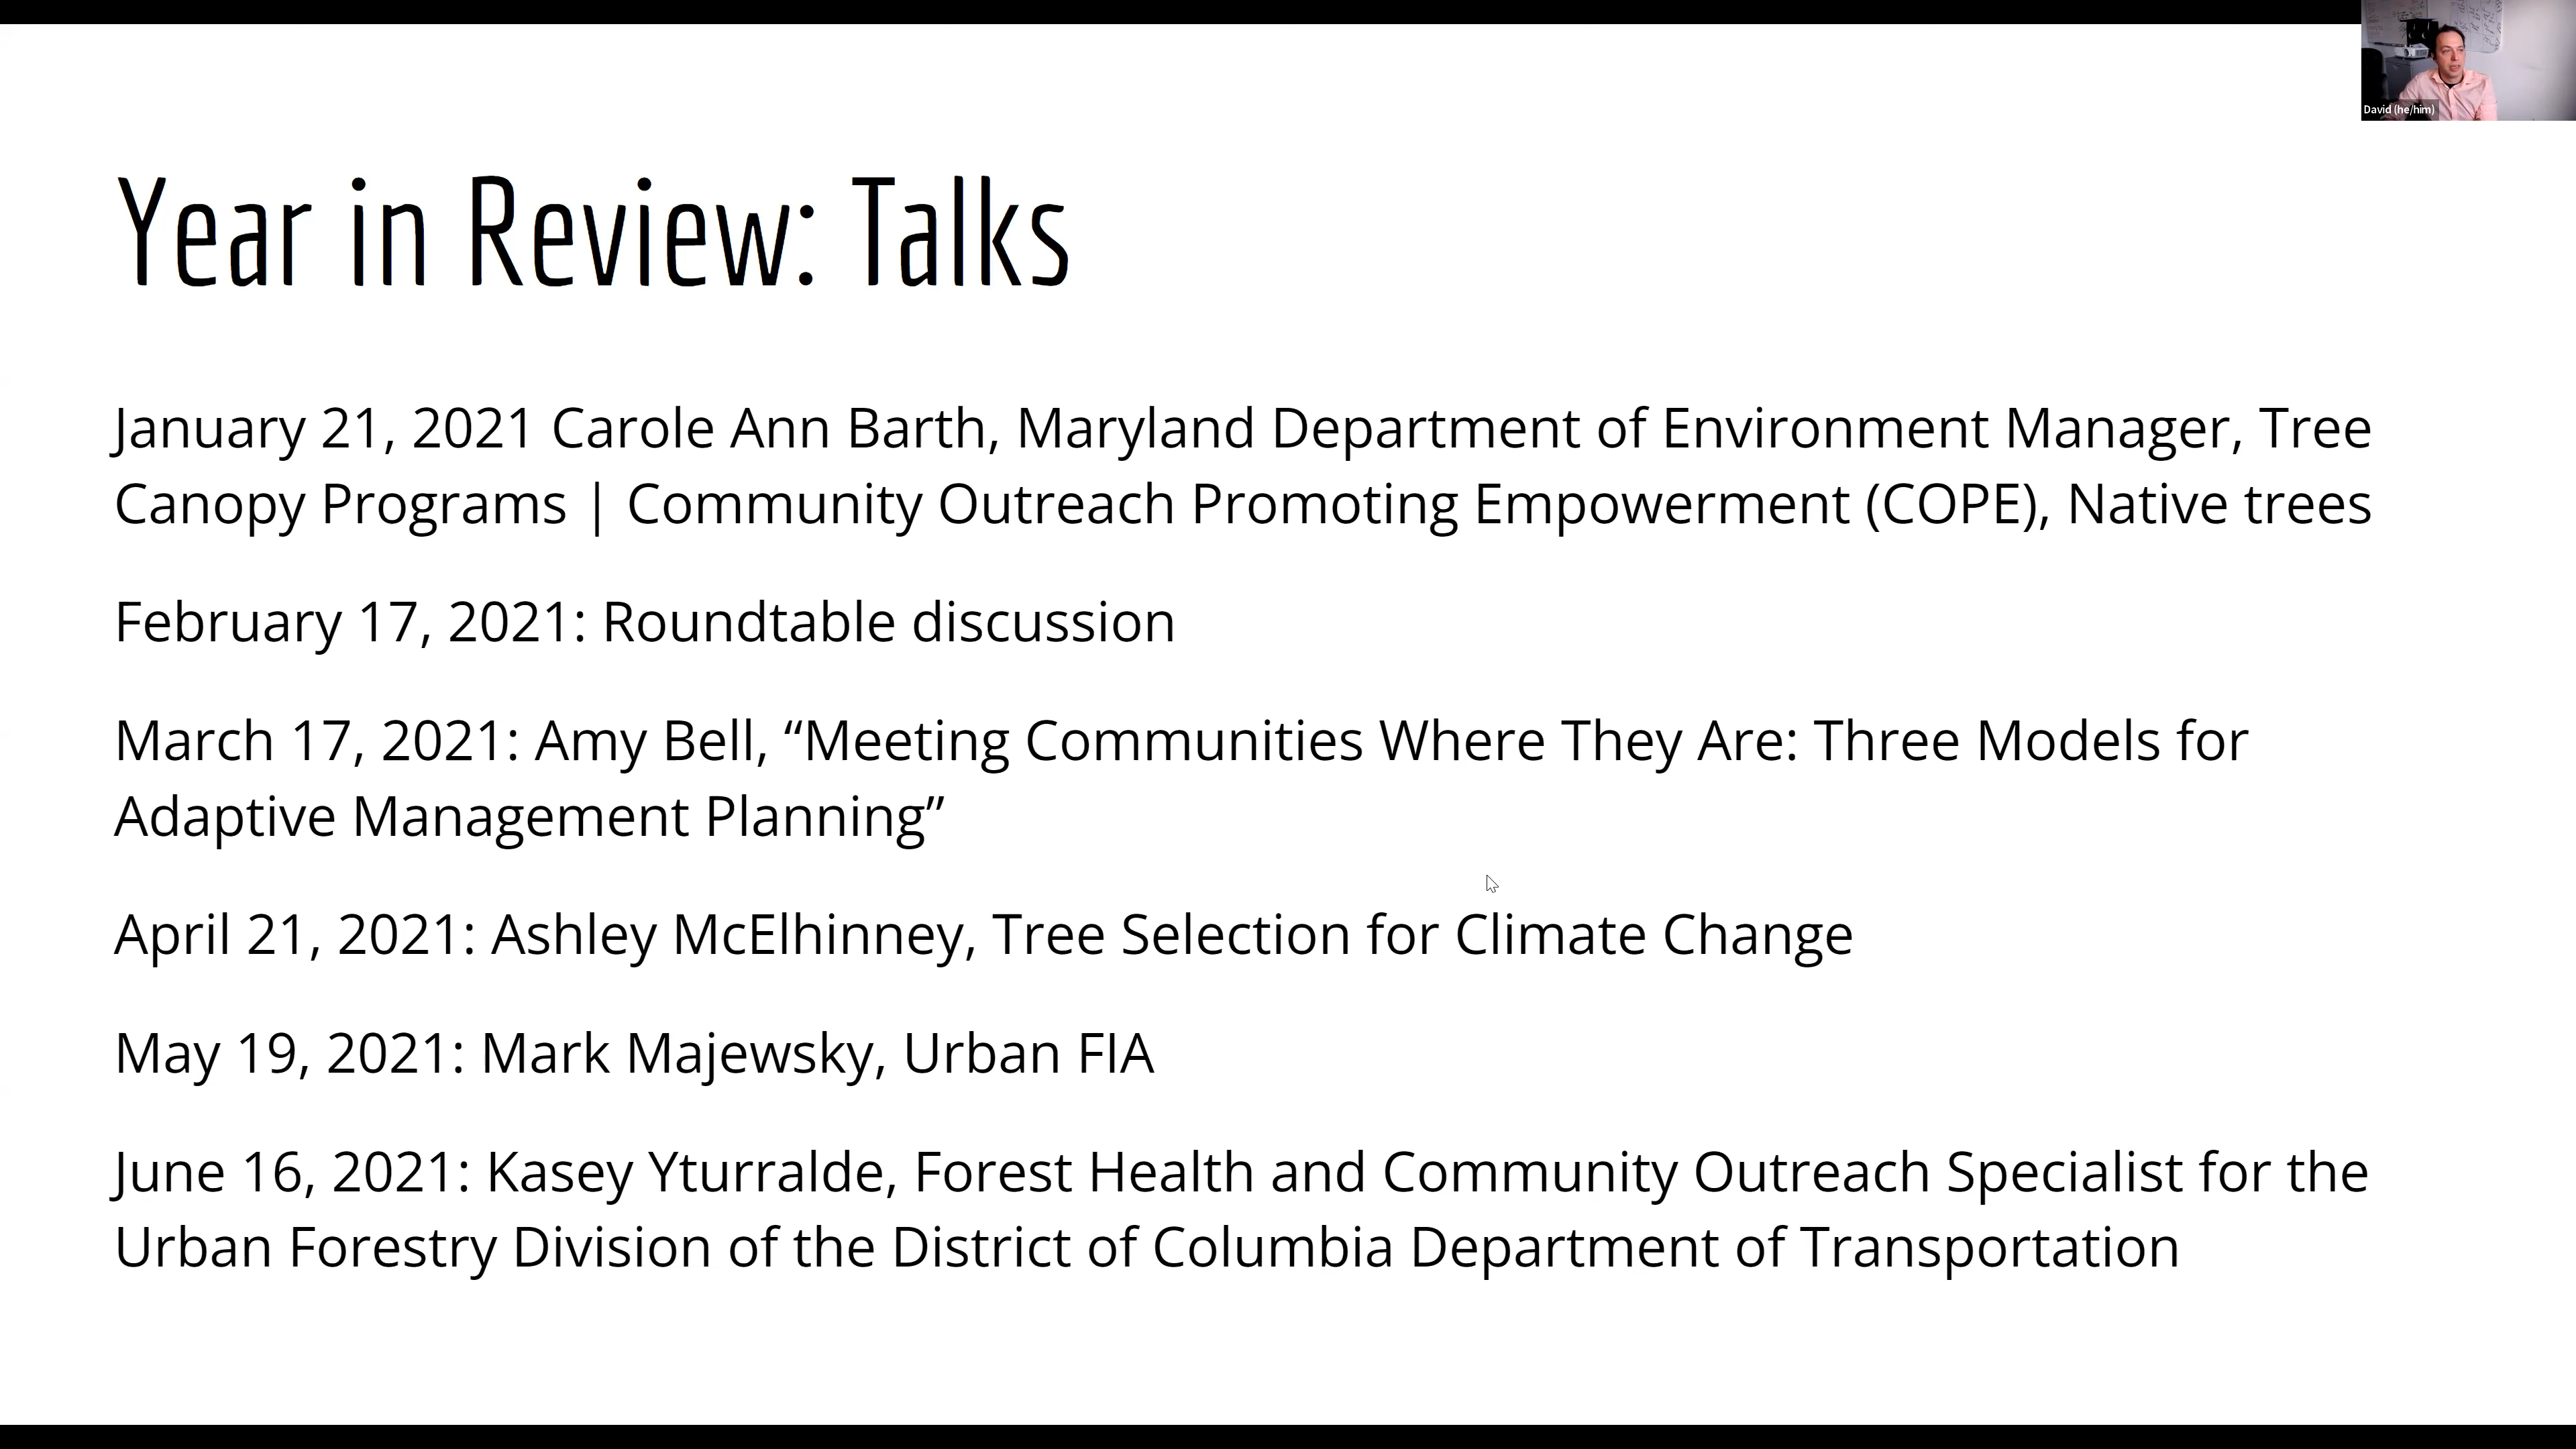 David (he/him)
Year in Review: Talks
January 21, 2021 Carole Ann Barth, Maryland Department of Environment Manager, Tree
Canopy Programs | Community Outreach Promoting Empowerment (COPE), Native trees
February 17, 2021: Roundtable discussion
March 17, 2021: Amy Bell, “Meeting Communities Where They Are: Three Models for
Adaptive Management Planning”
April 21, 2021: Ashley McElhinney, Tree Selection for Climate Change
May 19, 2021: Mark Majewsky, Urban FIA
June 16, 2021: Kasey Yturralde, Forest Health and Community Outreach Specialist for the
Urban Forestry Division of the District of Columbia Department of Transportation